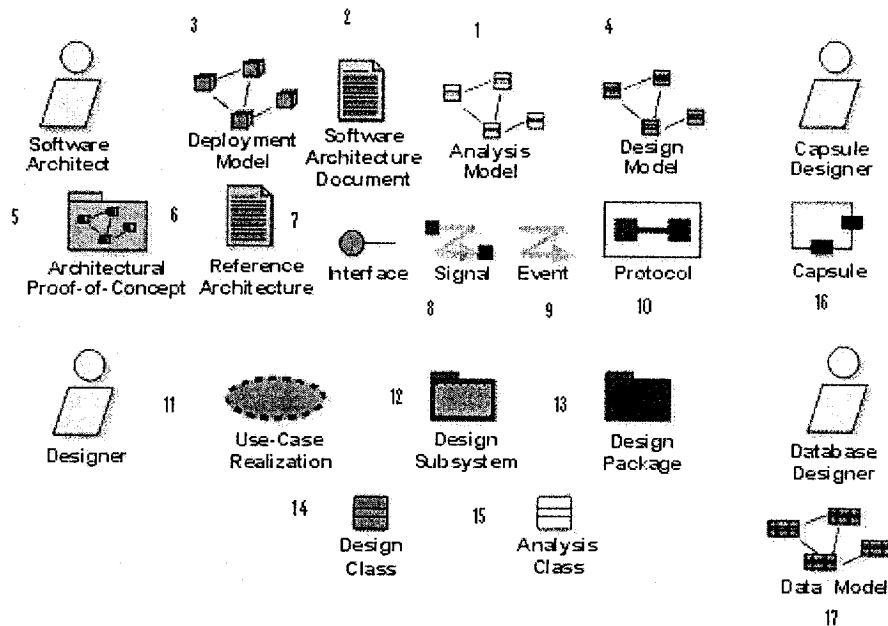 3
2
1
4
Software
Architect
Deployment
Model
Software
Architecture
Document
Analysis
Model
Design
Model
Capsule
Designer
5
6
7
Architectural
Proof-of-Concept
Reference
Architecture
Interface
Signal
Event
Protocol
Capsule
8
9
10
16
11
12
13
Designer
Use-Case
Realization
Design
Subsystem
Design
Package
Database
Designer
14
15
Design
Class
Analysis
Class
Data Model
17